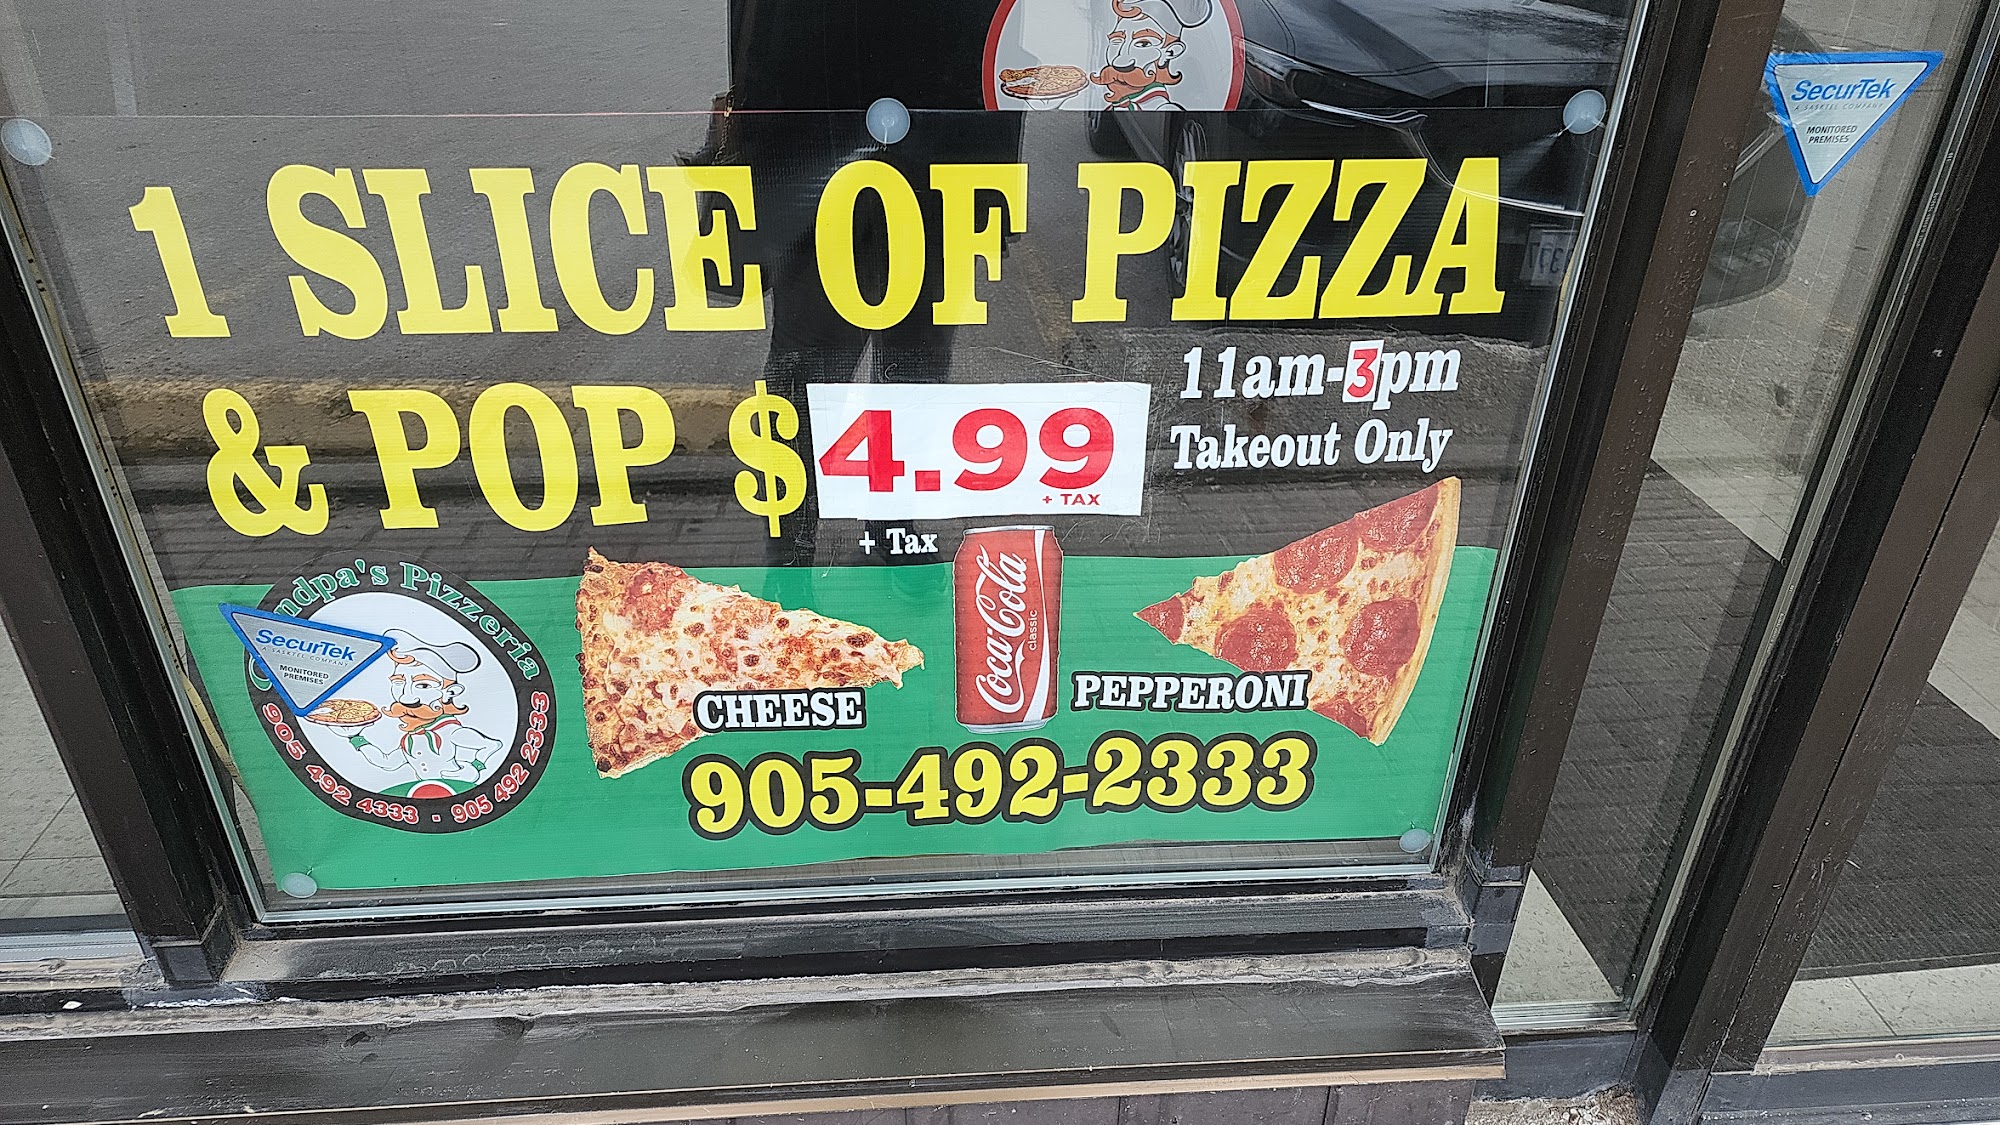 SecurTek
A SASKTEL COMPANY
MONITORED
PREMISES
1 SLICE OF PIZZA
& POP $4.99
+ TAX
+ Tax
11am-3pm
Takeout Only
Pizzeria
SecurTek
A SASKTEL COMPANY
MONITORED
PREMISES
905 492 4333 · 905 492 2333
CHEESE
Coca-Cola
classic
PEPPERONI
905-492-2333